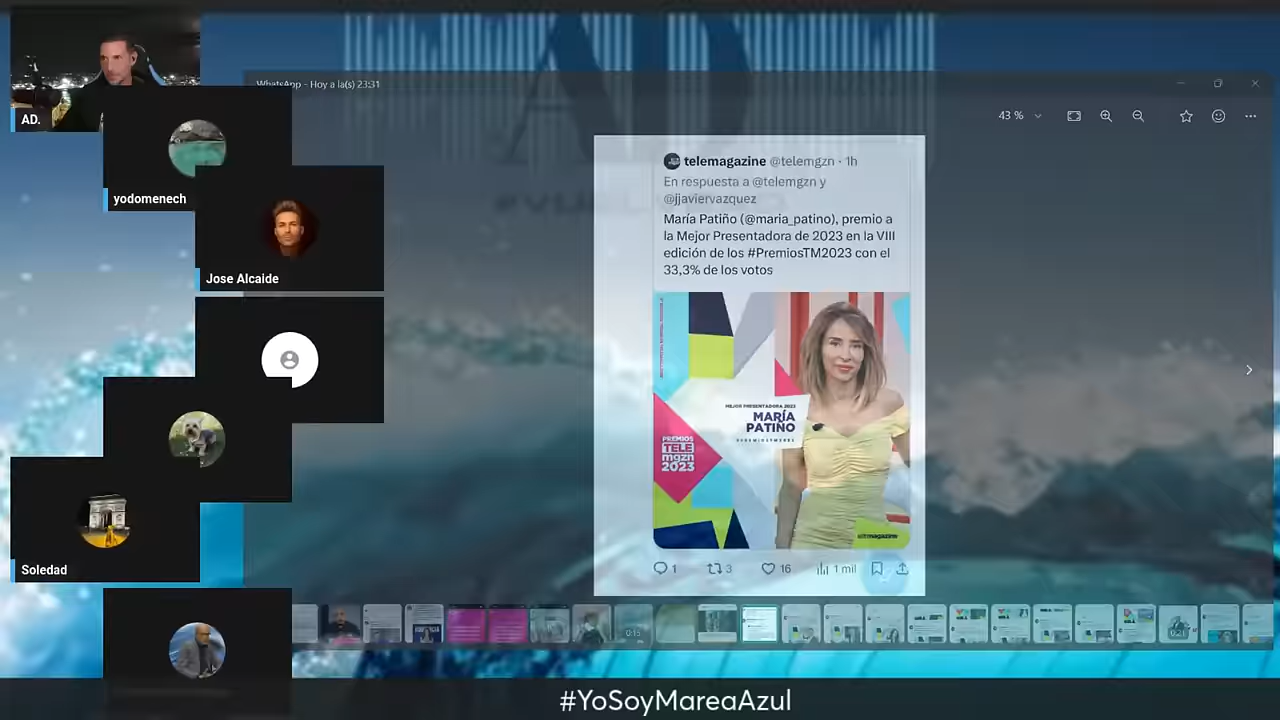 AD.
yodomenech
Jose Alcaide
Soledad
WhatsApp - Hoy a la(s) 23:31
43 %
telemagazine @telemgzn · 1h
En respuesta a @telemgzn y
@jjaviervazquez
María Patiño (@maria_patino), premio a
la Mejor Presentadora de 2023 en la VIII
edición de los #PremiosTM2023 con el
33,3% de los votos
MEJOR PRESENTADORA 2023
MARÍA
PATIÑO
PREMIOS
TELE
mgzn
2023
1
3
16
1 mil
#YoSoyMareaAzul